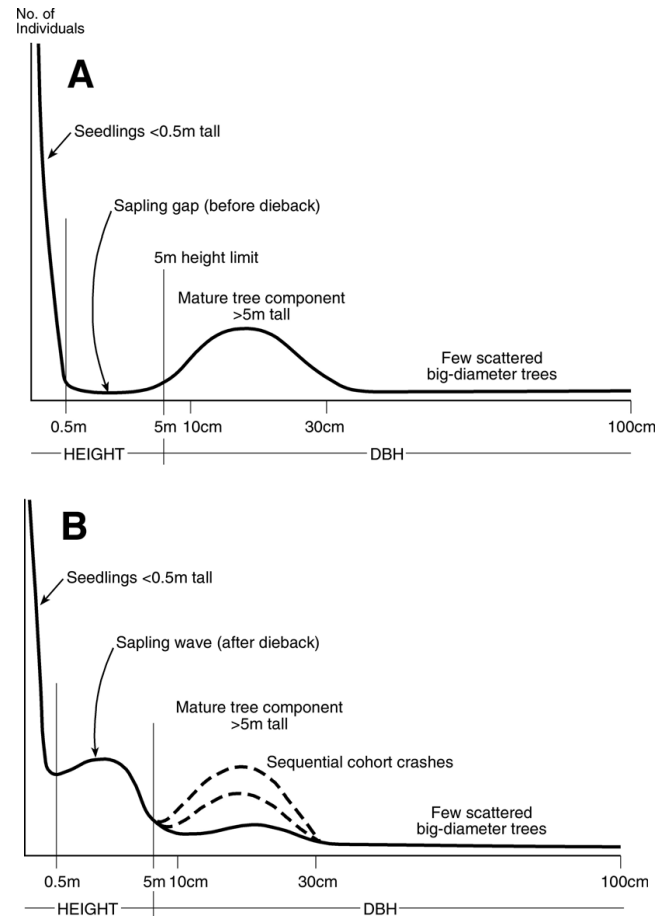 No. of
Individuals
A
Seedlings <0.5m tall
Sapling gap (before dieback)
5m height limit
Mature tree component
>5m tall
Few scattered
big-diameter trees
0.5m 5m 10cm 30cm 100cm
HEIGHT DBH
B
Seedlings <0.5m tall
Sapling wave (after dieback)
Mature tree component
>5m tall
Sequential cohort crashes
Few scattered
big-diameter trees
0.5m 5m 10cm 30cm 100cm
HEIGHT DBH